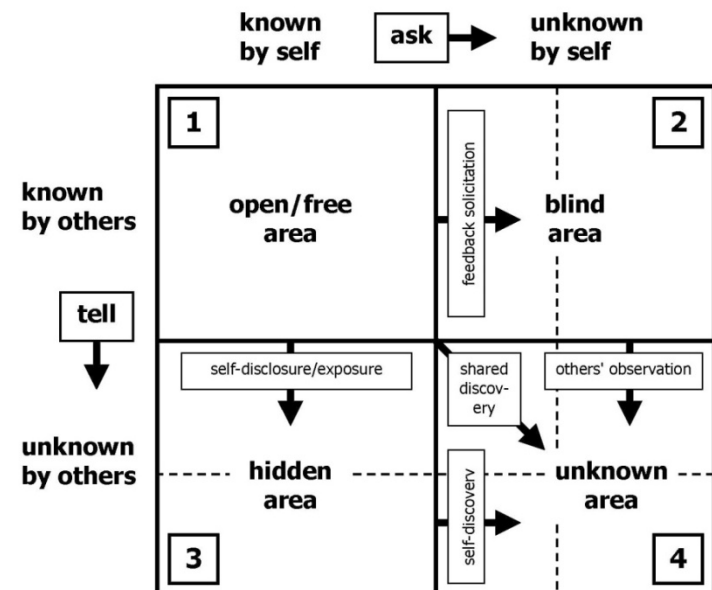 known
by self
ask
unknown
by self
1
2
known
by others
open/free
area
feedback solicitation
blind
area
tell
self-disclosure/exposure
shared
discov-
ery
others' observation
unknown
by others
hidden
area
self-discovery
unknown
area
3
4